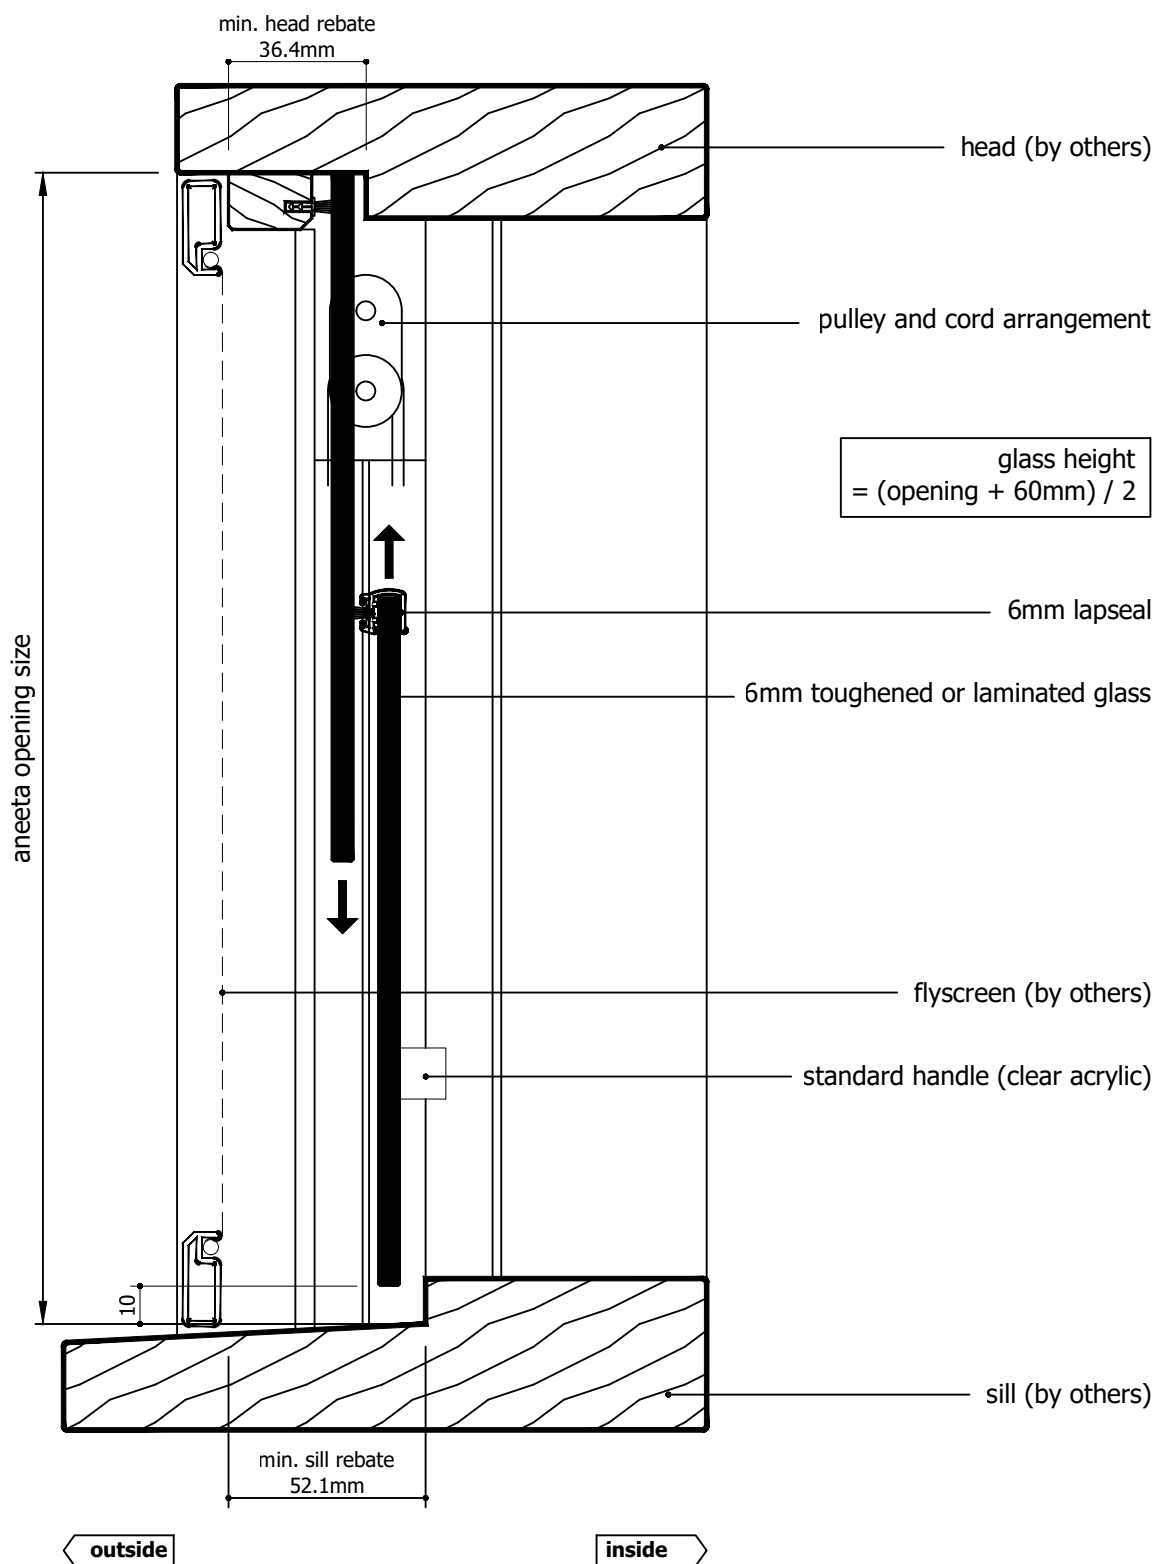 min. head rebate
36.4mm
head (by others)
pulley and cord arrangement
glass height
= (opening + 60mm) / 2
6mm lapseal
6mm toughened or laminated glass
aneeta opening size
flyscreen (by others)
standard handle (clear acrylic)
10
sill (by others)
min. sill rebate
52.1mm
outside
inside